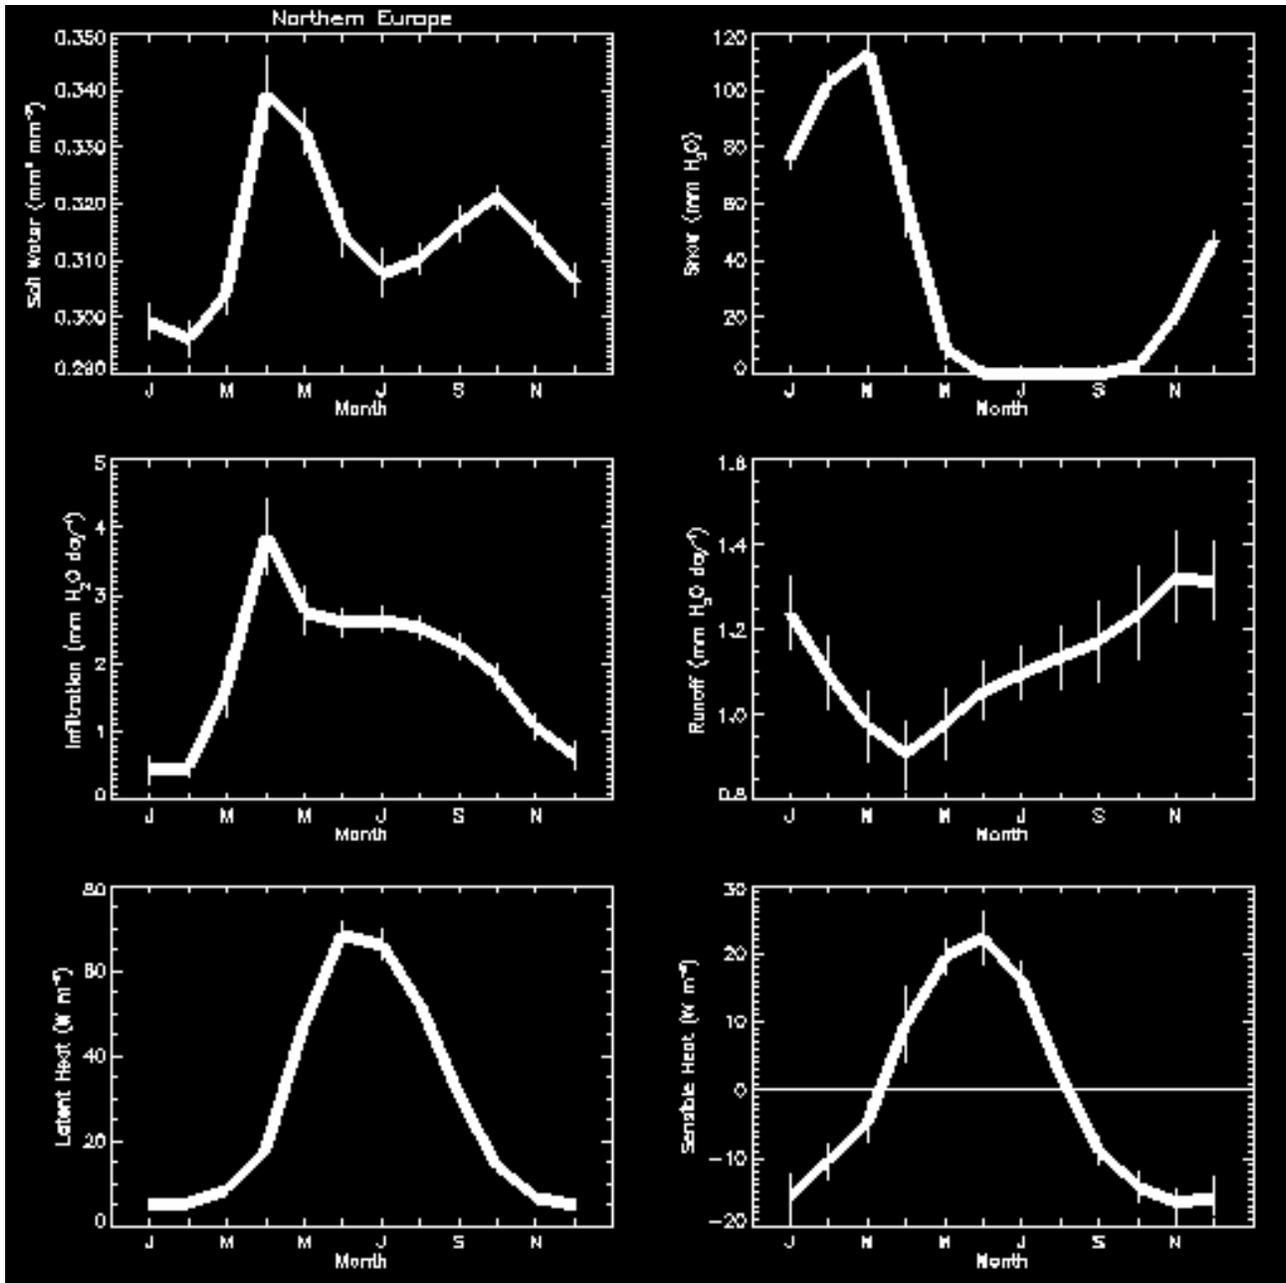 Northern Europe
0.350
0.340
0.330
0.320
0.310
0.300
0.290
Soil Water (mm³ mm⁻³)
J M M J S N
Month
120
100
80
60
40
20
0
Snow (mm H₂O)
J M M J S N
Month
5
4
3
2
1
0
Infiltration (mm H₂O day⁻¹)
J M M J S N
Month
1.6
1.4
1.2
1.0
0.8
Runoff (mm H₂O day⁻¹)
J M M J S N
Month
80
60
40
20
0
Latent Heat (W m⁻²)
J M M J S N
Month
30
20
10
0
-10
-20
Sensible Heat (W m⁻²)
J M M J S N
Month